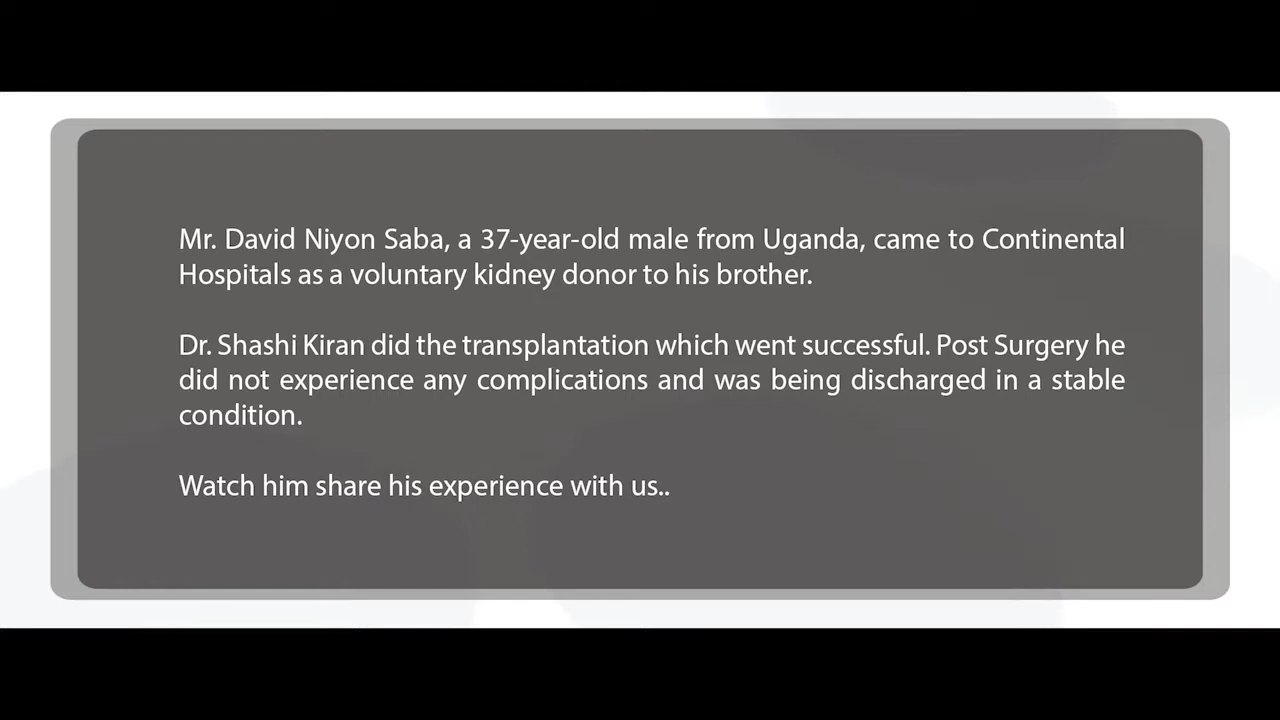 Mr. David Niyon Saba, a 37-year-old male from Uganda, came to Continental
Hospitals as a voluntary kidney donor to his brother.
Dr. Shashi Kiran did the transplantation which went successful. Post Surgery he
did not experience any complications and was being discharged in a stable
condition.
Watch him share his experience with us..